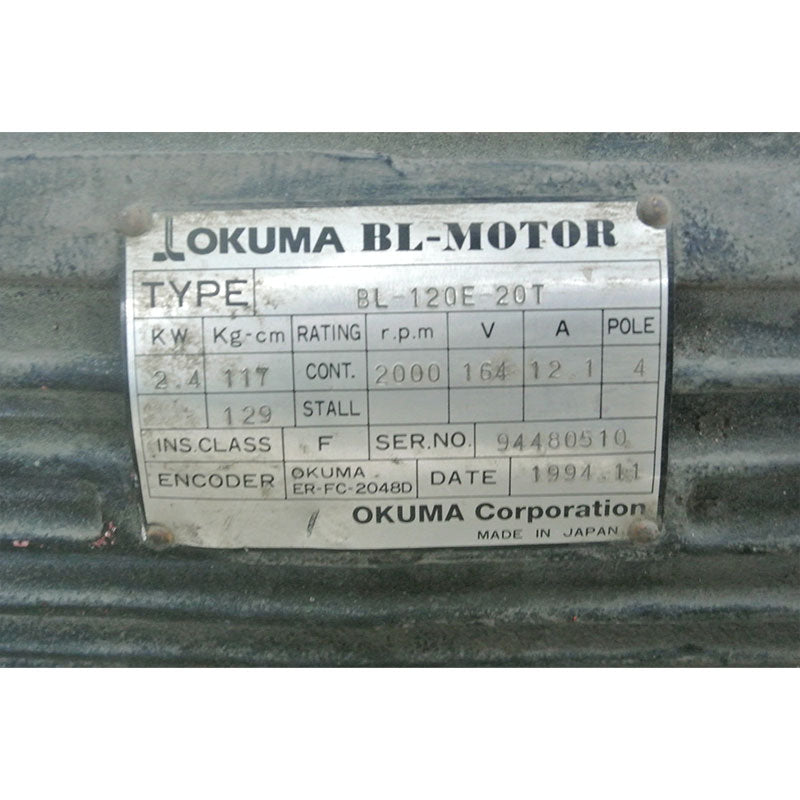 OKUMA BL-MOTOR
TYPE BL-120E-20T
KW Kg-cm RATING r.p.m V A POLE
2.4 117 CONT. 2000 164 12.1 4
129 STALL
INS.CLASS F SER.NO. 94480510
ENCODER OKUMA ER-FC-2048D DATE 1994.11
OKUMA Corporation
MADE IN JAPAN